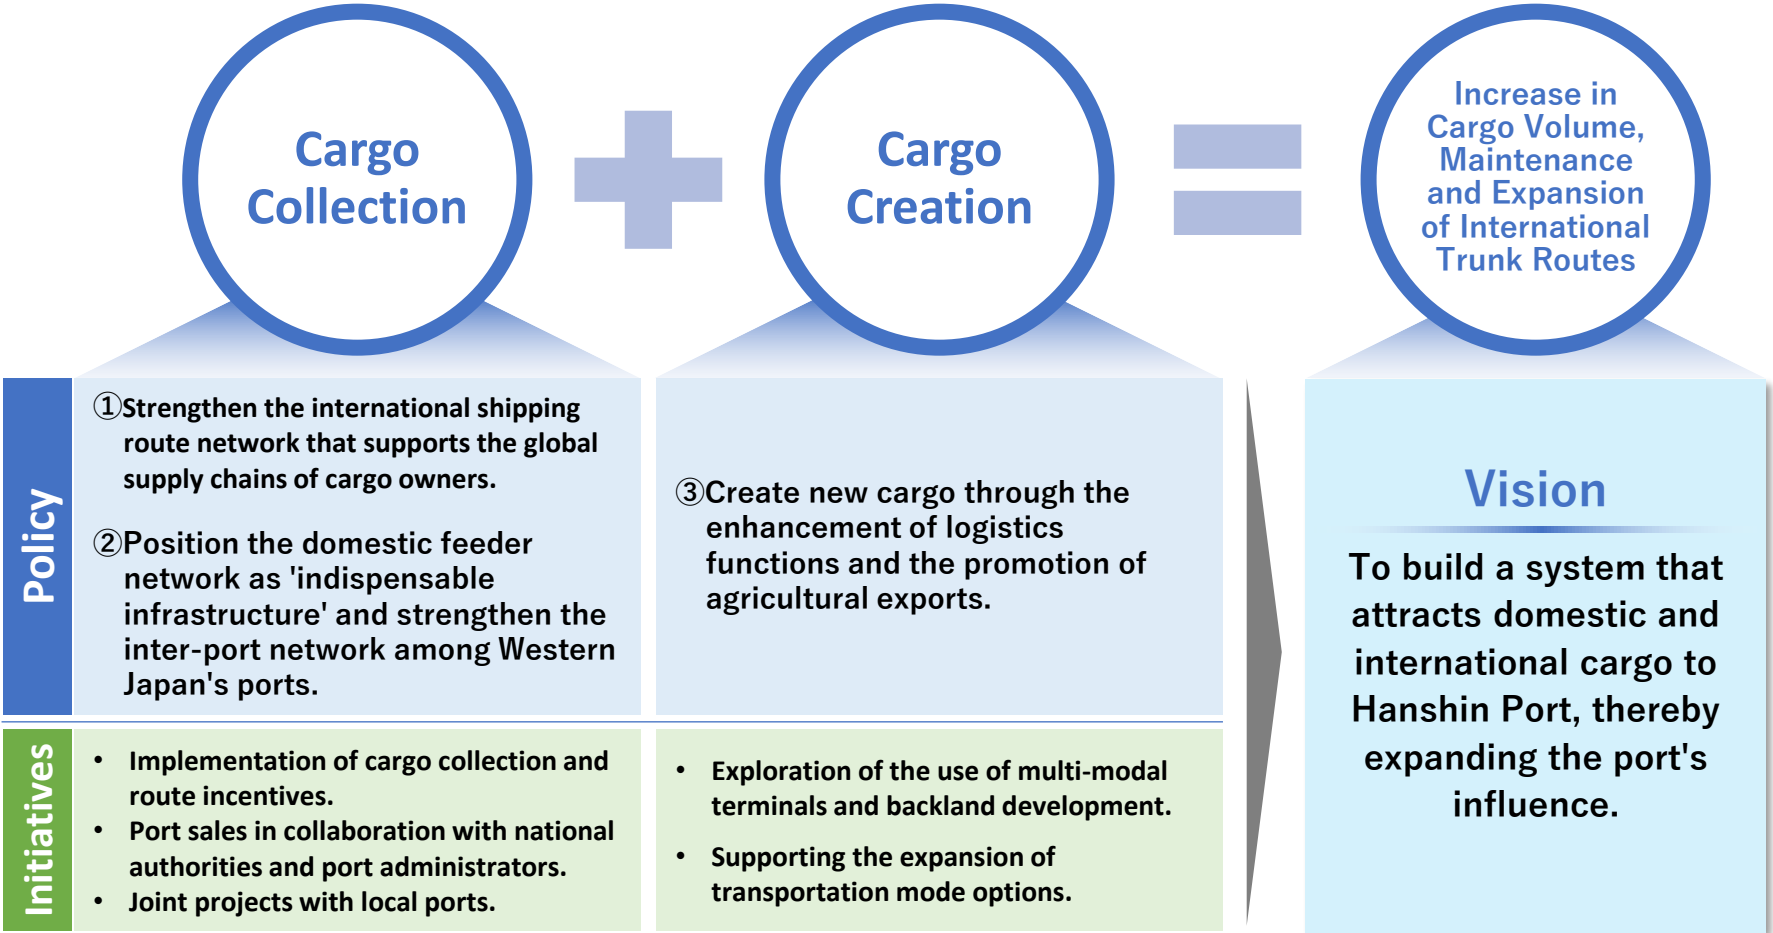 Cargo
Collection
Cargo
Creation
Increase in
Cargo Volume,
Maintenance
and Expansion
of International
Trunk Routes
Policy
①Strengthen the international shipping
route network that supports the global
supply chains of cargo owners.
②Position the domestic feeder
network as 'indispensable
infrastructure' and strengthen the
inter-port network among Western
Japan's ports.
③Create new cargo through the
enhancement of logistics
functions and the promotion of
agricultural exports.
Initiatives
• Implementation of cargo collection and
route incentives.
• Port sales in collaboration with national
authorities and port administrators.
• Joint projects with local ports.
• Exploration of the use of multi-modal
terminals and backland development.
• Supporting the expansion of
transportation mode options.
Vision
To build a system that
attracts domestic and
international cargo to
Hanshin Port, thereby
expanding the port's
influence.